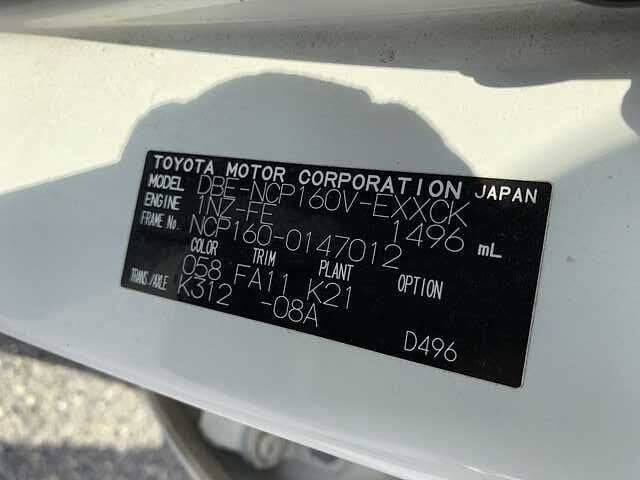 TOYOTA MOTOR CORPORATION JAPAN
MODEL DBE-NCP160V-EXXCK
ENGINE 1NZ-FE 1496 mL
FRAME No. NCP160-0147012
COLOR TRIM PLANT OPTION
058 FA11 K21
TRANS./AXLE K312 -08A
D496